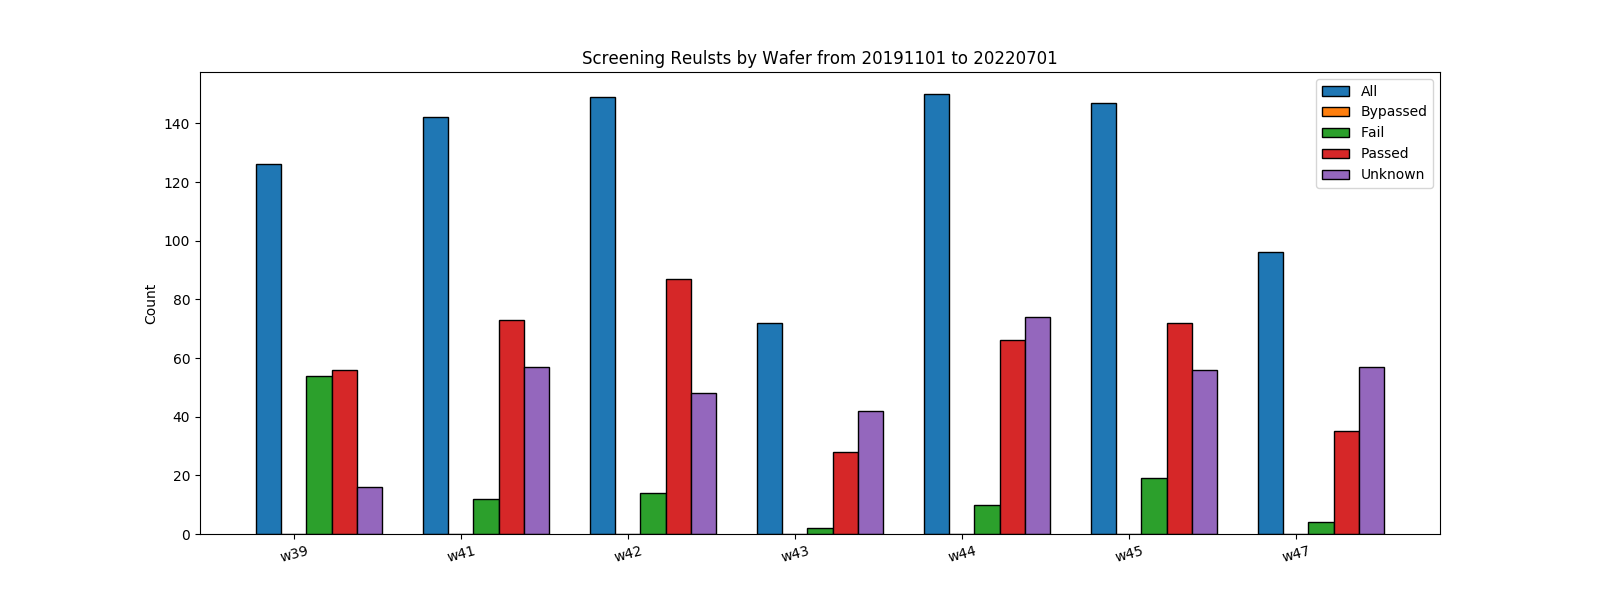 Screening Reulsts by Wafer from 20191101 to 20220701
All
Bypassed
Fail
Passed
Unknown
Count
140
120
100
80
60
40
20
0
w39
w41
w42
w43
w44
w45
w47